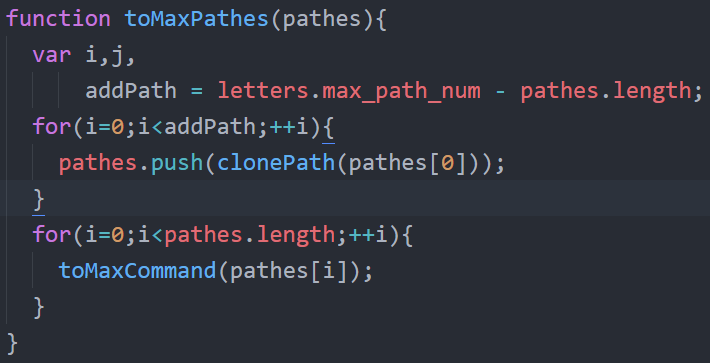 function toMaxPathes(pathes){
  var i,j,
      addPath = letters.max_path_num - pathes.length;
  for(i=0;i<addPath;++i){
    pathes.push(clonePath(pathes[0]));
  }
  for(i=0;i<pathes.length;++i){
    toMaxCommand(pathes[i]);
  }
}